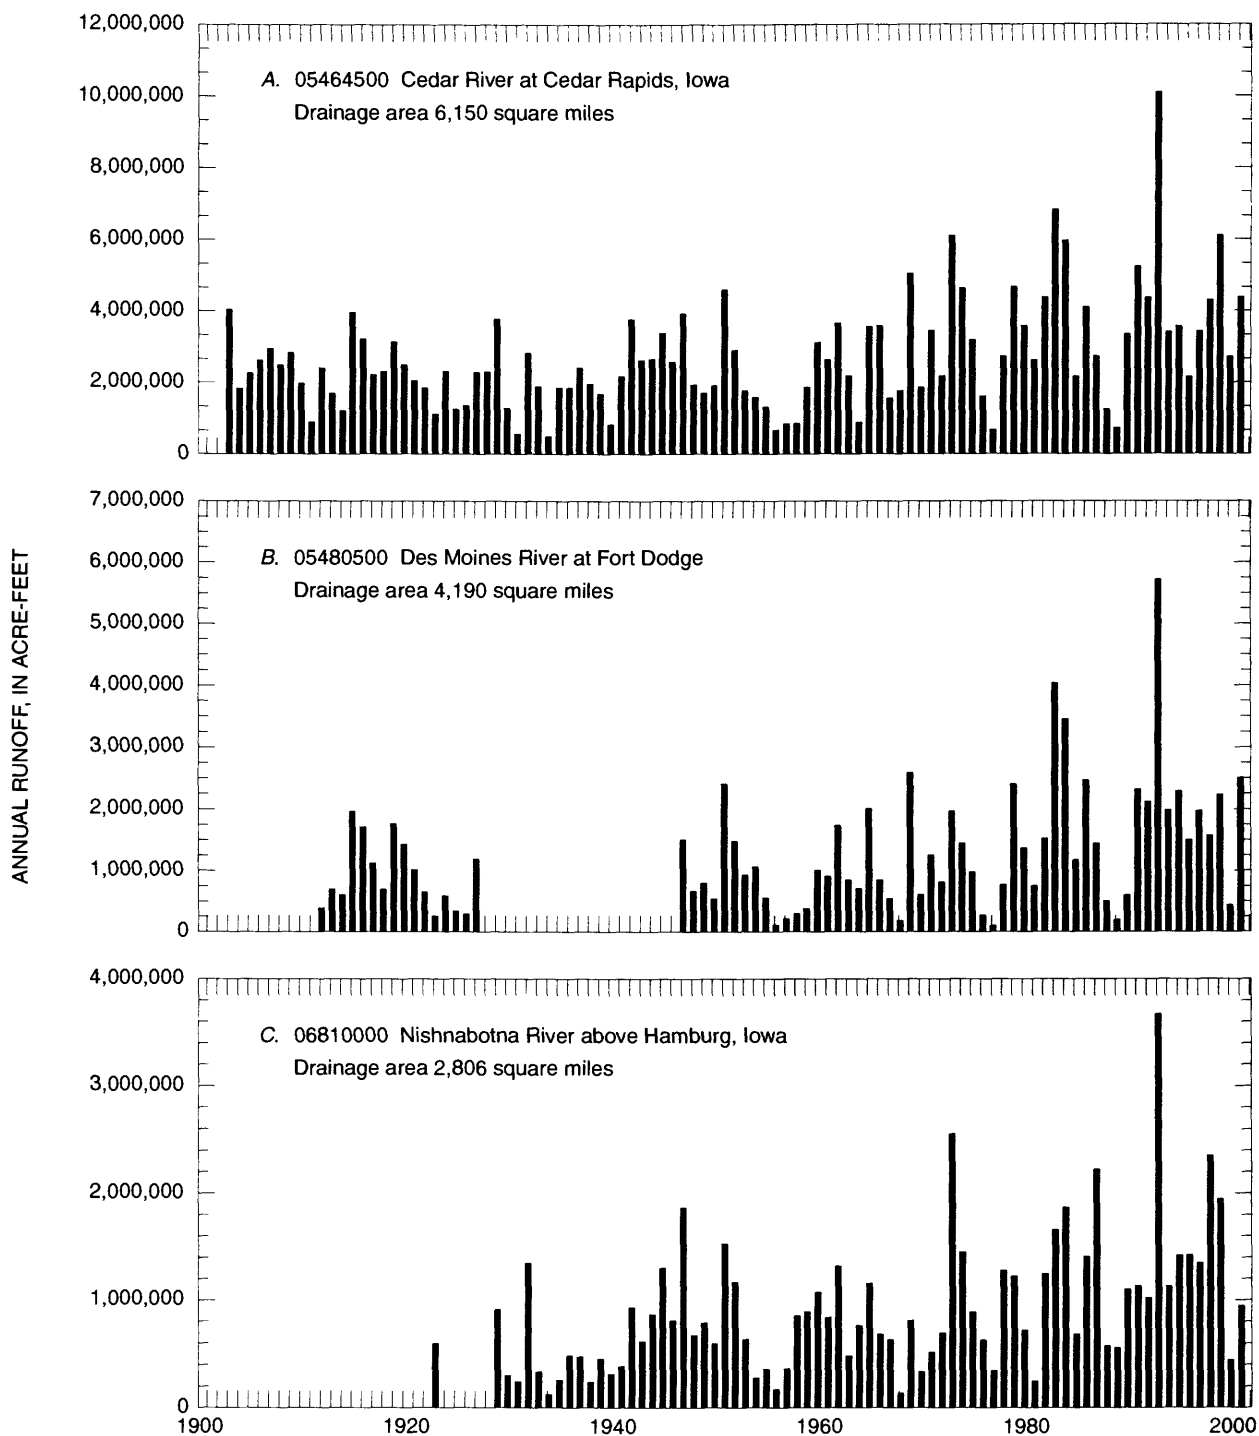 ANNUAL RUNOFF, IN ACRE-FEET
12,000,000
10,000,000
8,000,000
6,000,000
4,000,000
2,000,000
0
A. 05464500 Cedar River at Cedar Rapids, Iowa
Drainage area 6,150 square miles
7,000,000
6,000,000
5,000,000
4,000,000
3,000,000
2,000,000
1,000,000
0
B. 05480500 Des Moines River at Fort Dodge
Drainage area 4,190 square miles
4,000,000
3,000,000
2,000,000
1,000,000
0
C. 06810000 Nishnabotna River above Hamburg, Iowa
Drainage area 2,806 square miles
1900 1920 1940 1960 1980 2000